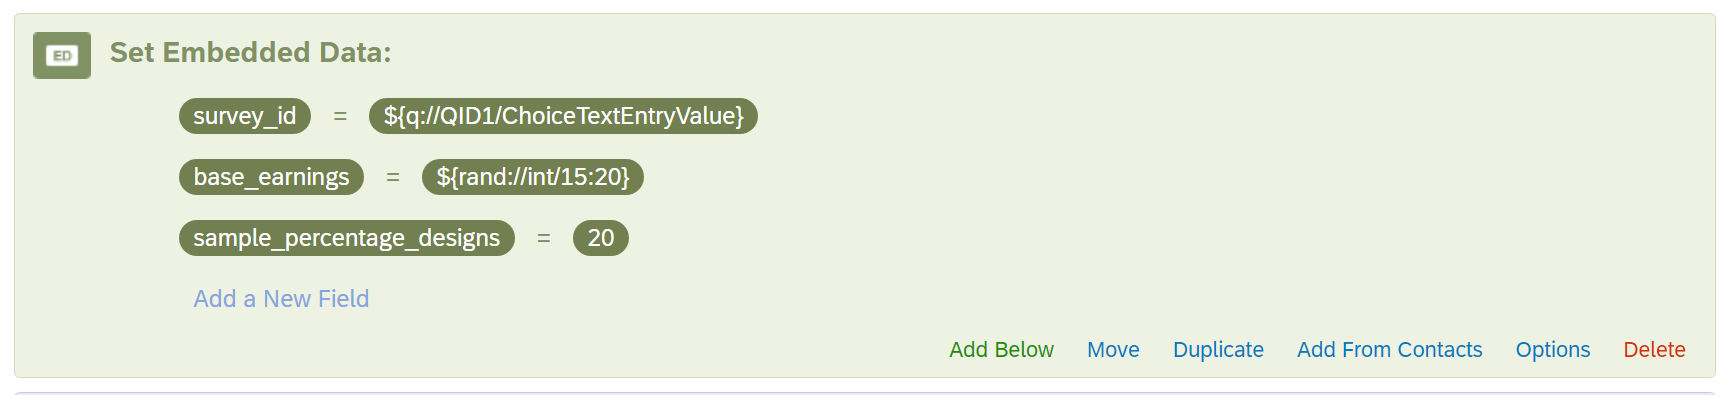 ED Set Embedded Data:
survey_id = ${q://QID1/ChoiceTextEntryValue}
base_earnings = ${rand://int/15:20}
sample_percentage_designs = 20
Add a New Field
Add Below Move Duplicate Add From Contacts Options Delete